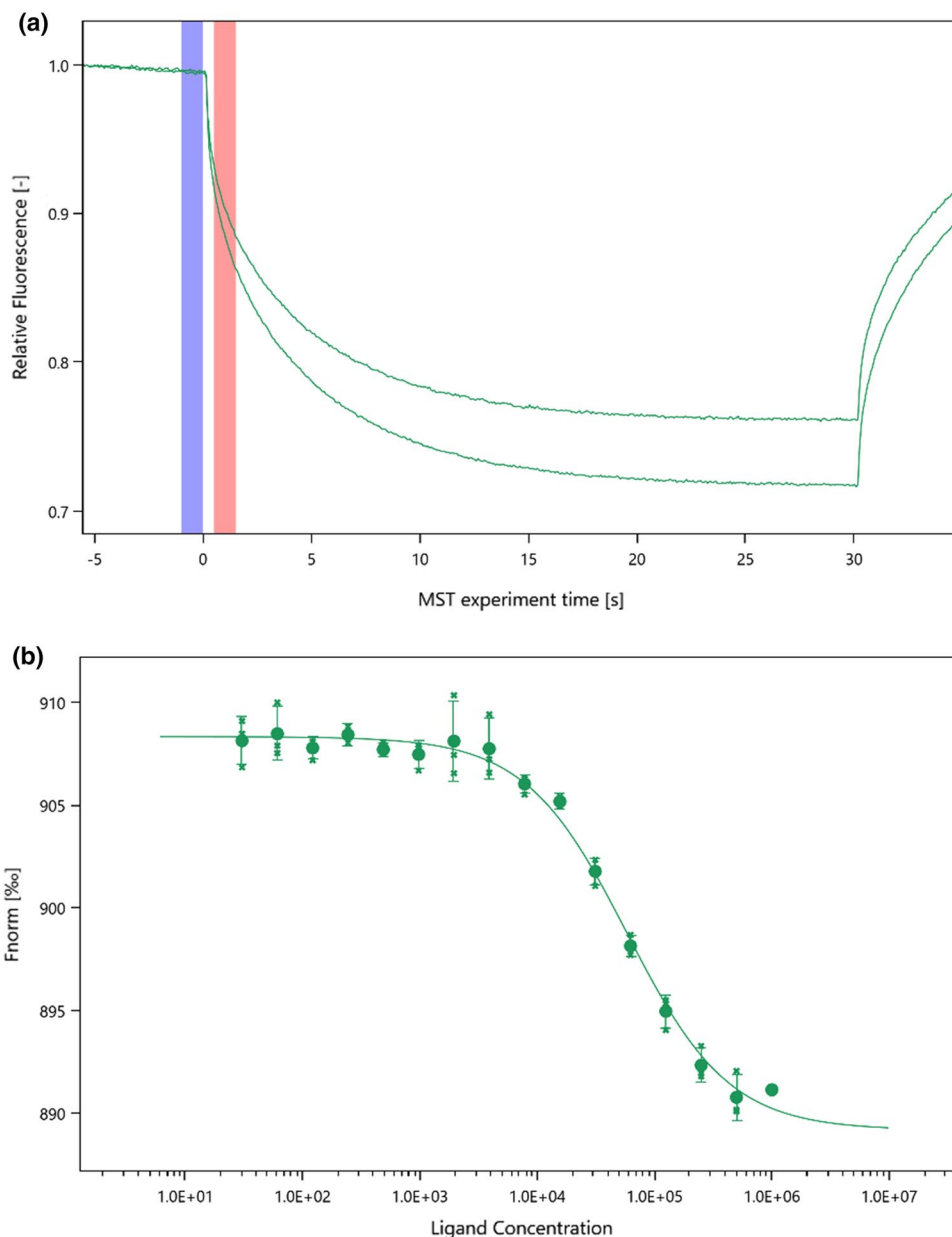 (a)
1.0
0.9
0.8
0.7
Relative Fluorescence [-]
-5 0 5 10 15 20 25 30
MST experiment time [s]
(b)
910
905
900
895
890
Fnorm [‰]
1.0E+01 1.0E+02 1.0E+03 1.0E+04 1.0E+05 1.0E+06 1.0E+07
Ligand Concentration